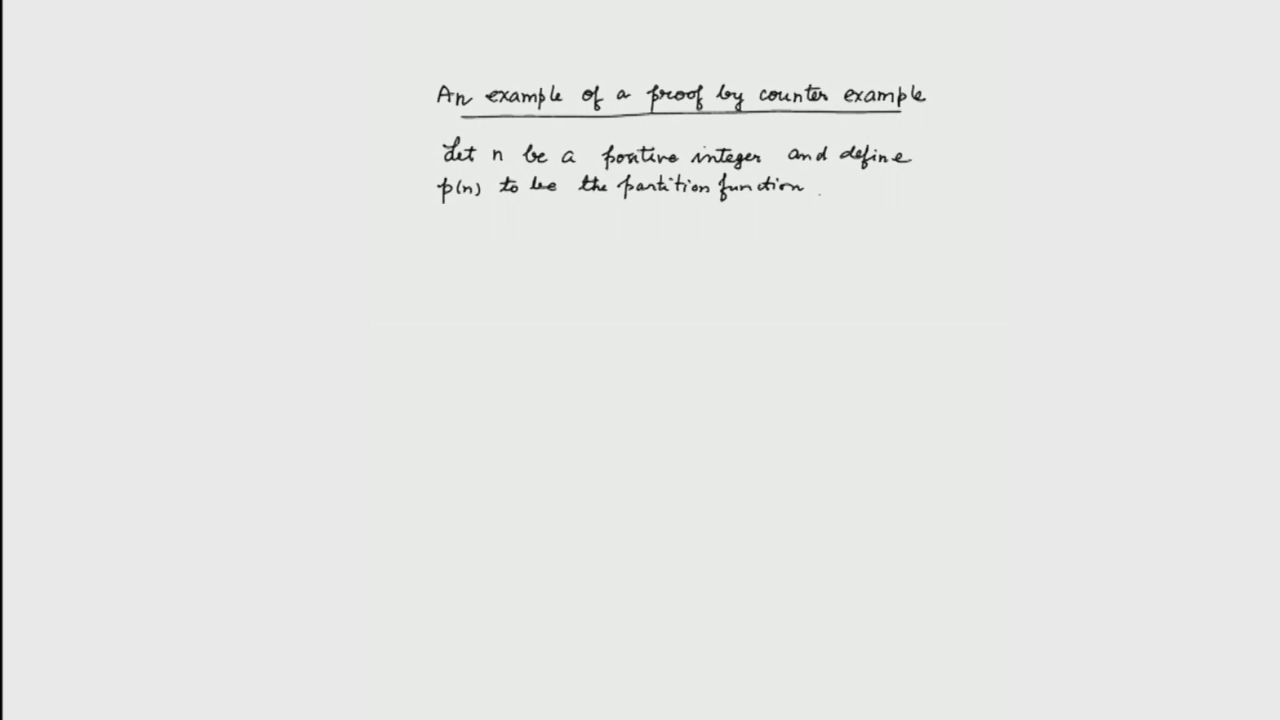 An example of a proof by counter example
Let n be a positive integer and define
p(n) to be the partition function.